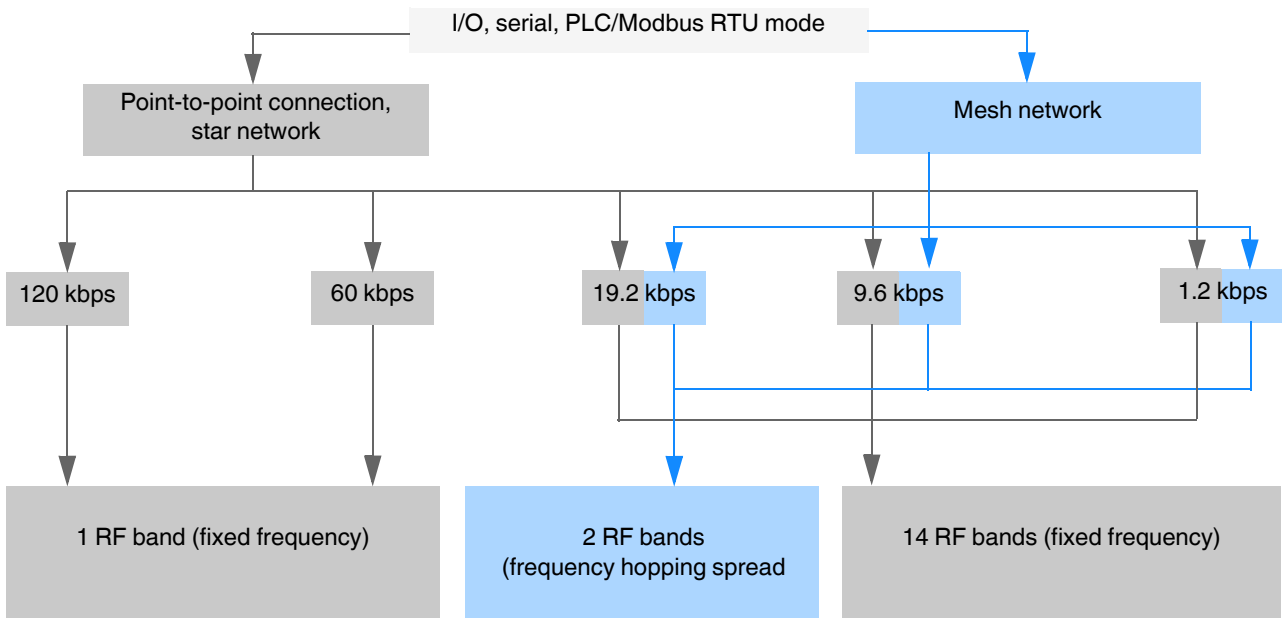 I/O, serial, PLC/Modbus RTU mode
Point-to-point connection,
star network
Mesh network
120 kbps
60 kbps
19.2 kbps
9.6 kbps
1.2 kbps
1 RF band (fixed frequency)
2 RF bands
(frequency hopping spread
14 RF bands (fixed frequency)